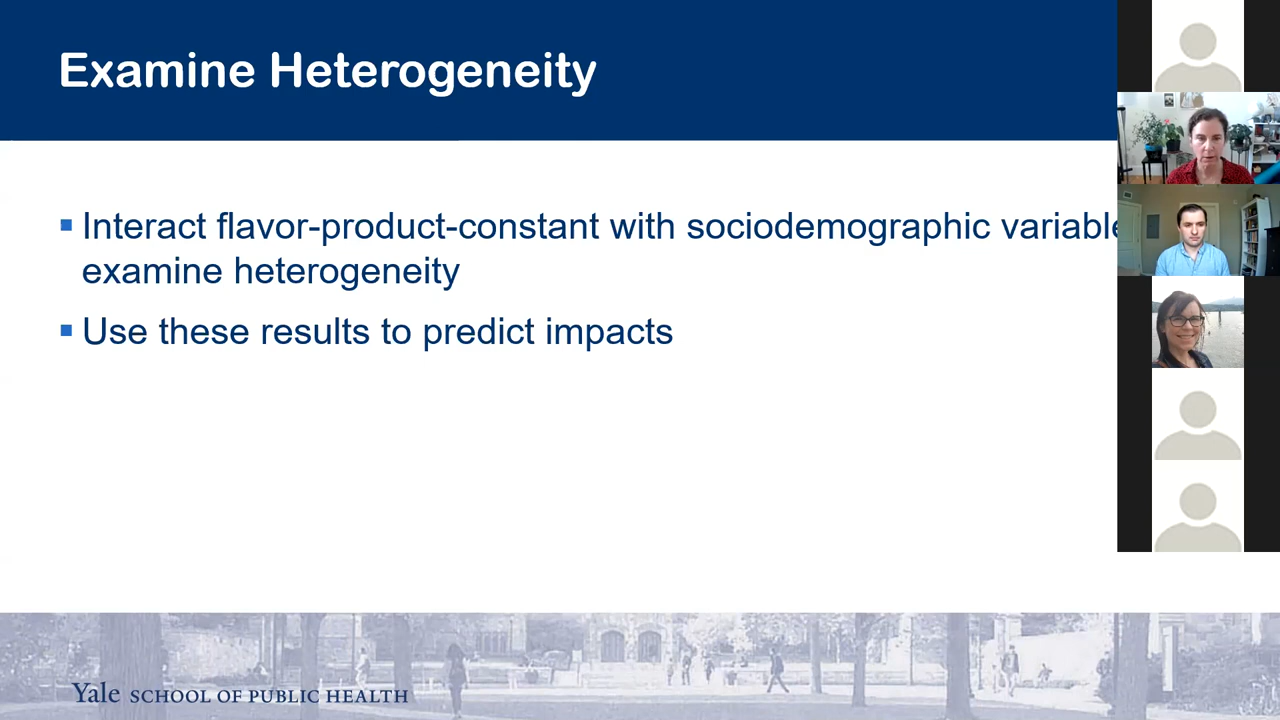 Examine Heterogeneity
Interact flavor-product-constant with sociodemographic
examine heterogeneity
Use these results to predict impacts
Yale SCHOOL OF PUBLIC HEALTH